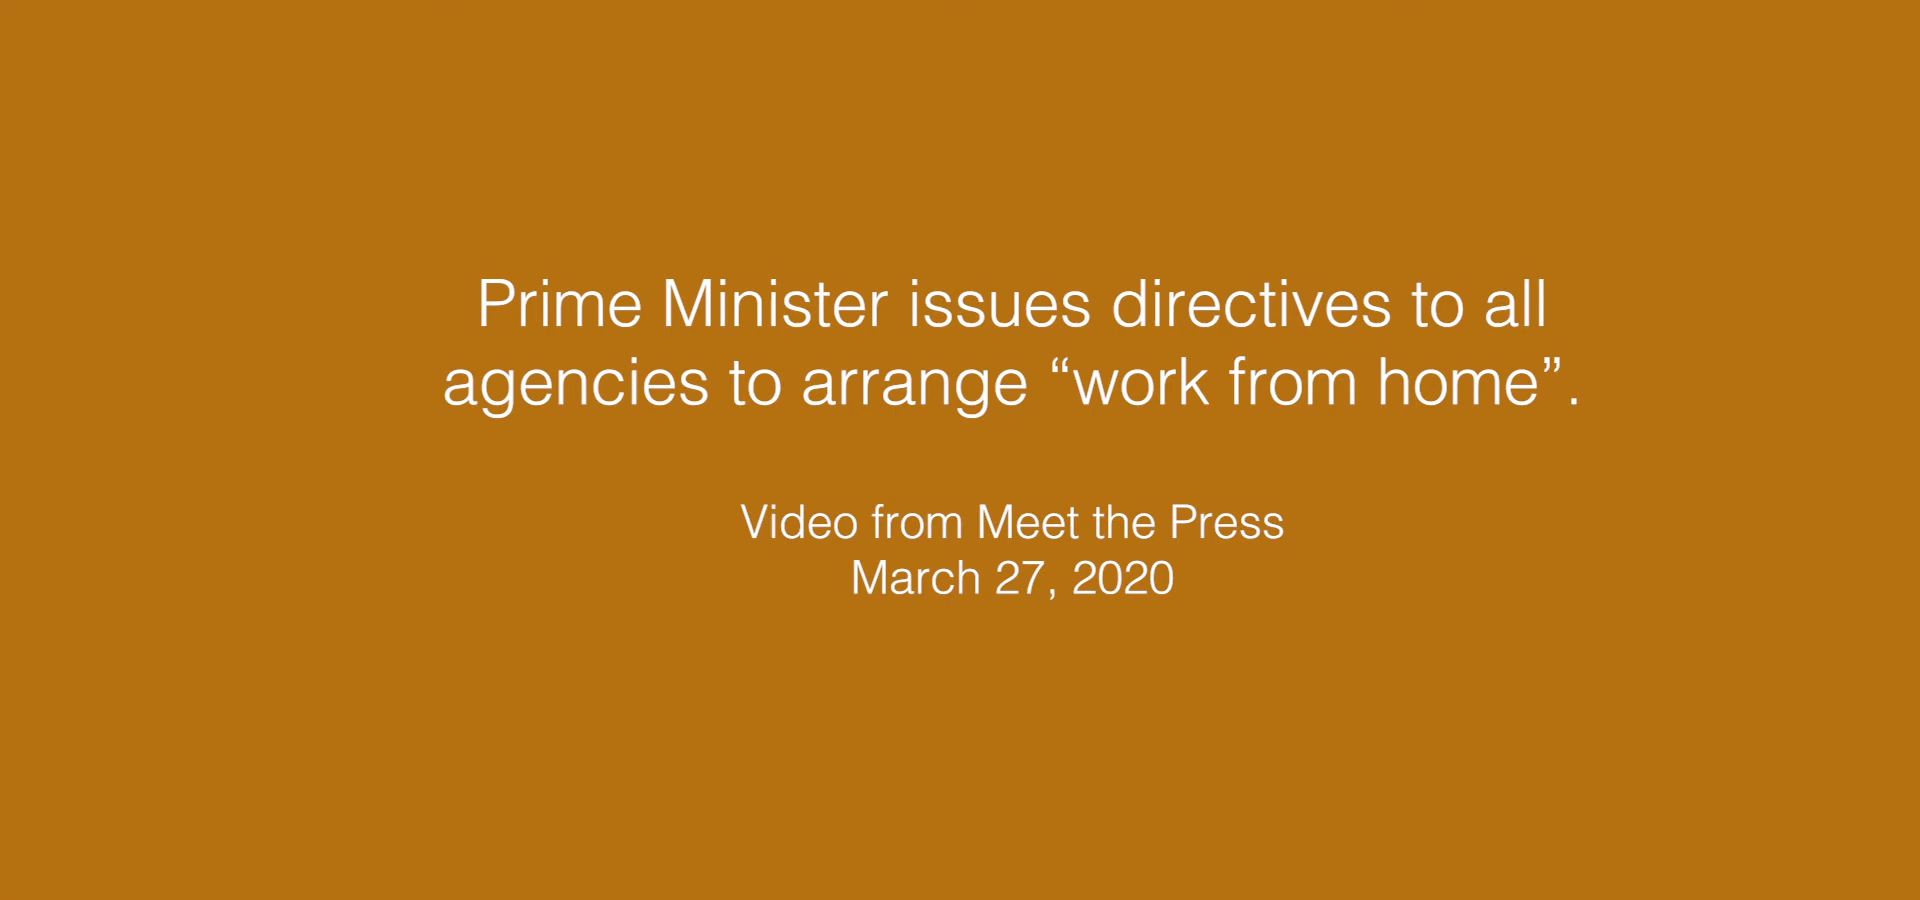 Prime Minister issues directives to all
agencies to arrange “work from home”.
Video from Meet the Press
March 27, 2020